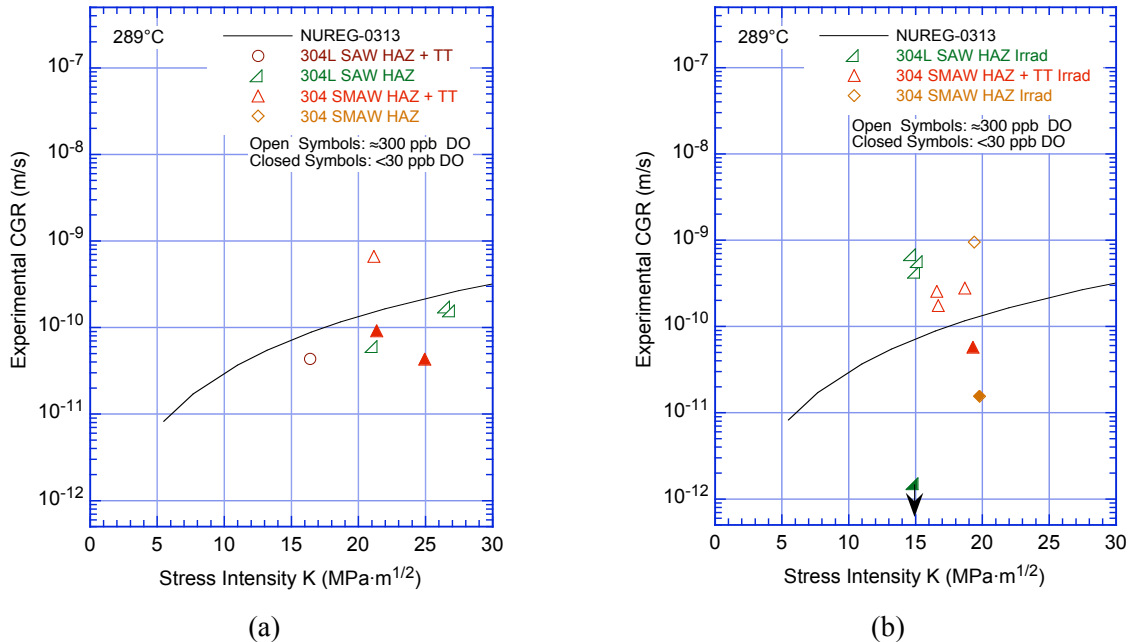 289°C
NUREG-0313
304L SAW HAZ + TT
304L SAW HAZ
304 SMAW HAZ + TT
304 SMAW HAZ
Open Symbols: ≈300 ppb DO
Closed Symbols: <30 ppb DO
Experimental CGR (m/s)
10⁻⁷
10⁻⁸
10⁻⁹
10⁻¹⁰
10⁻¹¹
10⁻¹²
0 5 10 15 20 25 30
Stress Intensity K (MPa·m¹ᐟ²)
(a)
289°C
NUREG-0313
304L SAW HAZ Irrad
304 SMAW HAZ + TT Irrad
304 SMAW HAZ Irrad
Open Symbols: ≈300 ppb DO
Closed Symbols: <30 ppb DO
Experimental CGR (m/s)
10⁻⁷
10⁻⁸
10⁻⁹
10⁻¹⁰
10⁻¹¹
10⁻¹²
0 5 10 15 20 25 30
Stress Intensity K (MPa·m¹ᐟ²)
(b)